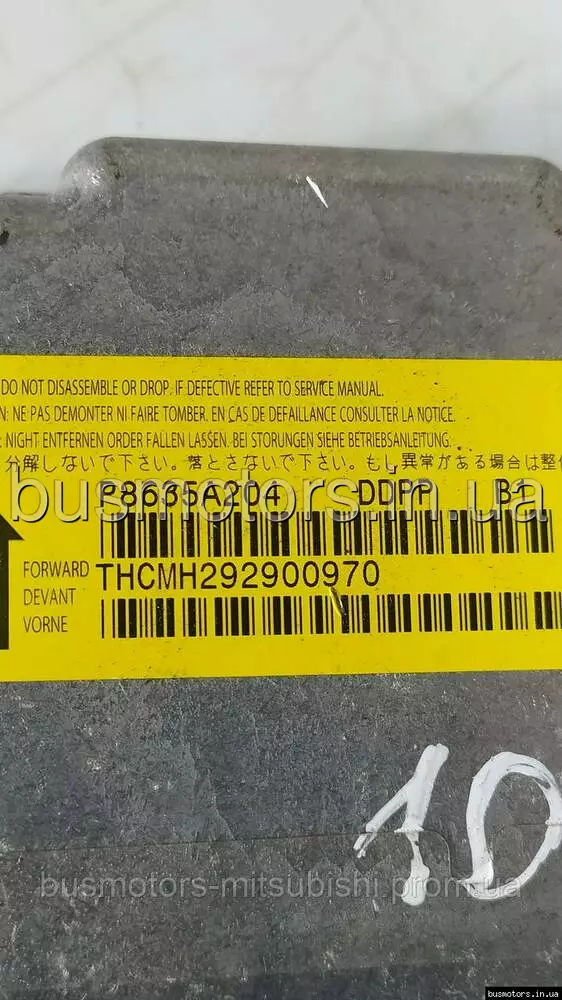 DO NOT DISASSEMBLE OR DROP. IF DEFECTIVE REFER TO SERVICE MANUAL.
N: NE PAS DEMONTER NI FAIRE TOMBER. EN CAS DE DEFAILLANCE CONSULTER LA NOTICE.
: NIGHT ENTFERNEN ORDER FALLEN LASSEN. BEI STORUNGEN SIEHE BETRIEBSANLEITUNG.
分解しないで下さい。落とさないで下さい。もし異常がある場合は整備
P8635A204 DDPP B1
busmotors.in.ua
FORWARD THCMH292900970
DEVANT
VORNE
10
busmotors-mitsubishi.prom.ua
busmotors.in.ua